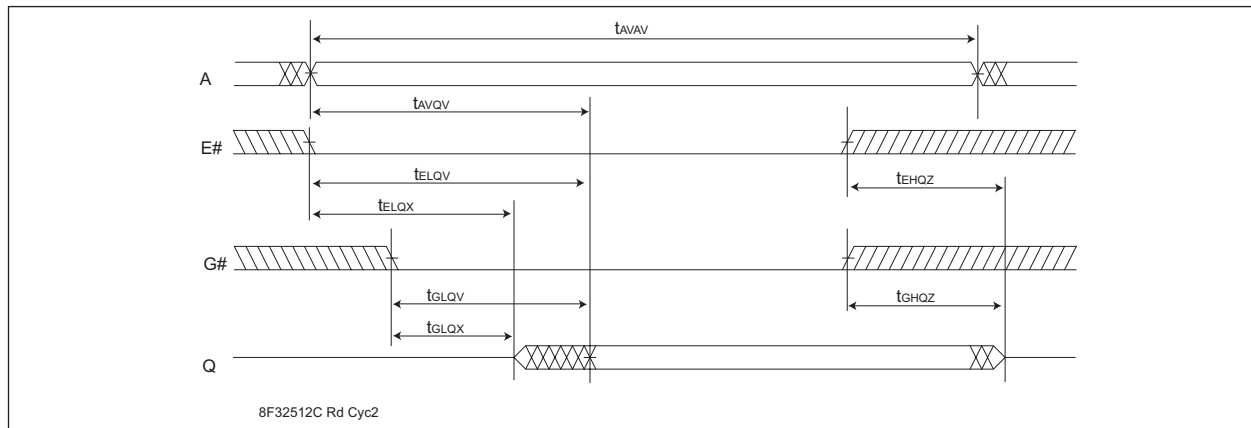 tAVAV
A
tAVQV
E#
tELQV
tEHQZ
tELQX
G#
tGLQV
tGHQZ
tGLQX
Q
8F32512C Rd Cyc2